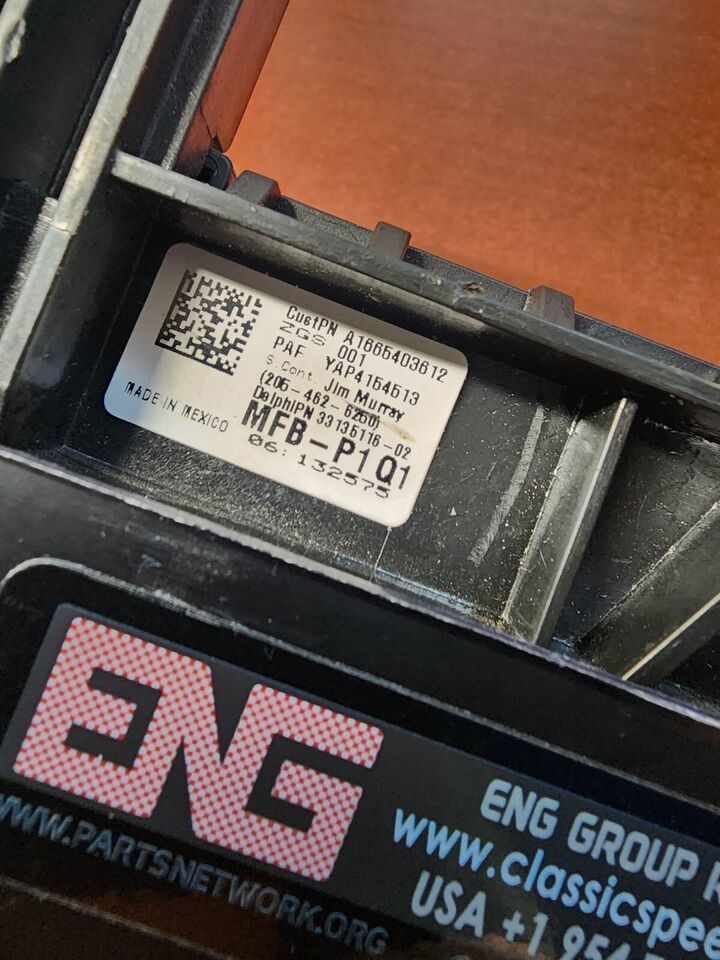 CustPN A1665403612
ZGS 001
PAF YAP4154513
S.Cont. Jim Murray
(205-462-6260)
DelphiPN 33135116-02
MFB-P1Q1
06: 132575
MADE IN MEXICO
ENG
WWW.PARTSNETWORK.ORG
ENG GROUP
www.classicspee
USA +1 954